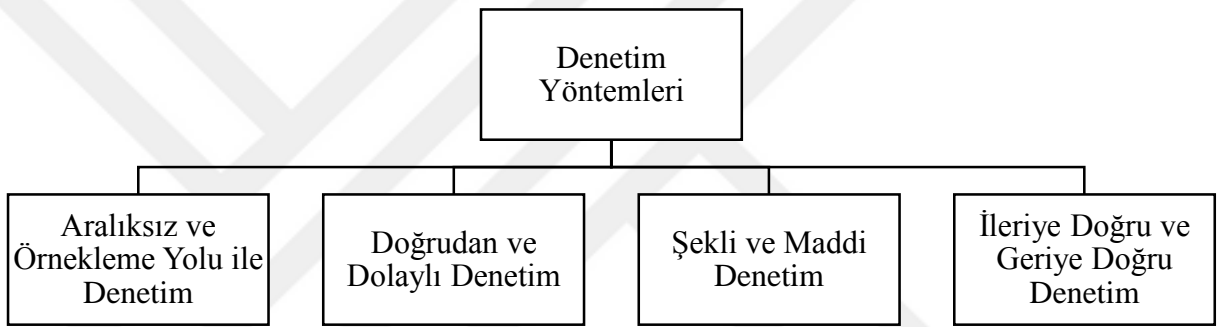 Denetim
Yöntemleri
Aralıksız ve
Örnekleme Yolu ile
Denetim
Doğrudan ve
Dolaylı Denetim
Şekli ve Maddi
Denetim
İleriye Doğru ve
Geriye Doğru
Denetim